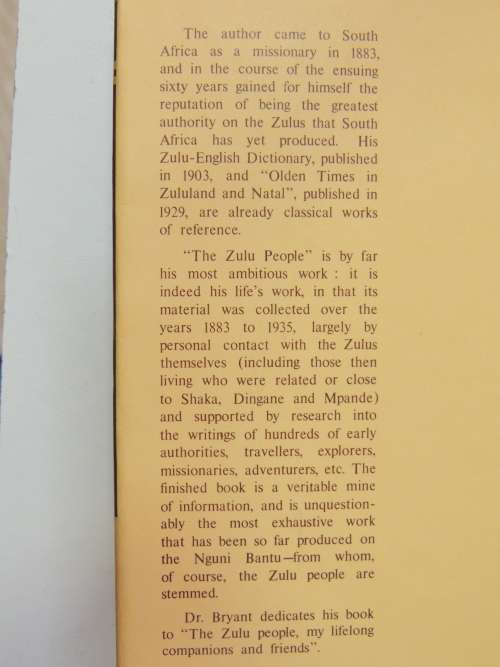 The author came to South
Africa as a missionary in 1883,
and in the course of the ensuing
sixty years gained for himself the
reputation of being the greatest
authority on the Zulus that South
Africa has yet produced. His
Zulu-English Dictionary, published
in 1903, and “Olden Times in
Zululand and Natal”, published in
1929, are already classical works
of reference.
“The Zulu People” is by far
his most ambitious work : it is
indeed his life’s work, in that its
material was collected over the
years 1883 to 1935, largely by
personal contact with the Zulus
themselves (including those then
living who were related or close
to Shaka, Dingane and Mpande)
and supported by research into
the writings of hundreds of early
authorities, travellers, explorers,
missionaries, adventurers, etc. The
finished book is a veritable mine
of information, and is unquestion-
ably the most exhaustive work
that has been so far produced on
the Nguni Bantu—from whom,
of course, the Zulu people are
stemmed.
Dr. Bryant dedicates his book
to “The Zulu people, my lifelong
companions and friends”.